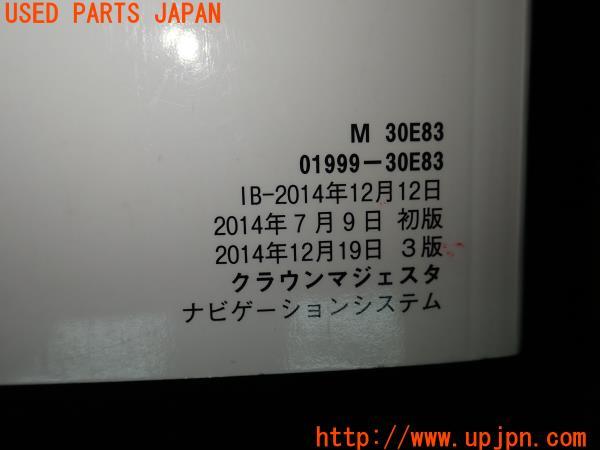 USED PARTS JAPAN
M 30E83
01999-30E83
IB-2014年12月12日
2014年7月9日 初版
2014年12月19日 3版
クラウンマジェスタ
ナビゲーションシステム
http://www.upjpn.com/